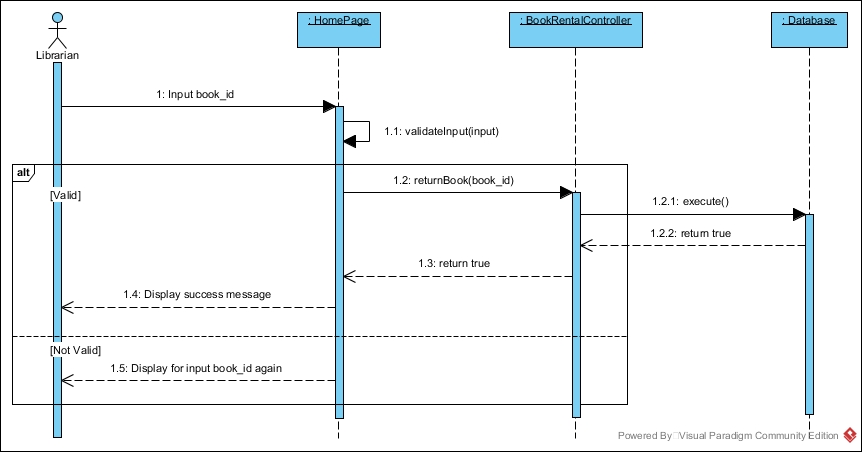 : HomePage
: BookRentalController
: Database
Librarian
1: Input book_id
1.1: validateInput(input)
alt
[Valid]
1.2: returnBook(book_id)
1.2.1: execute()
1.2.2: return true
1.3: return true
1.4: Display success message
[Not Valid]
1.5: Display for input book_id again
Powered By Visual Paradigm Community Edition